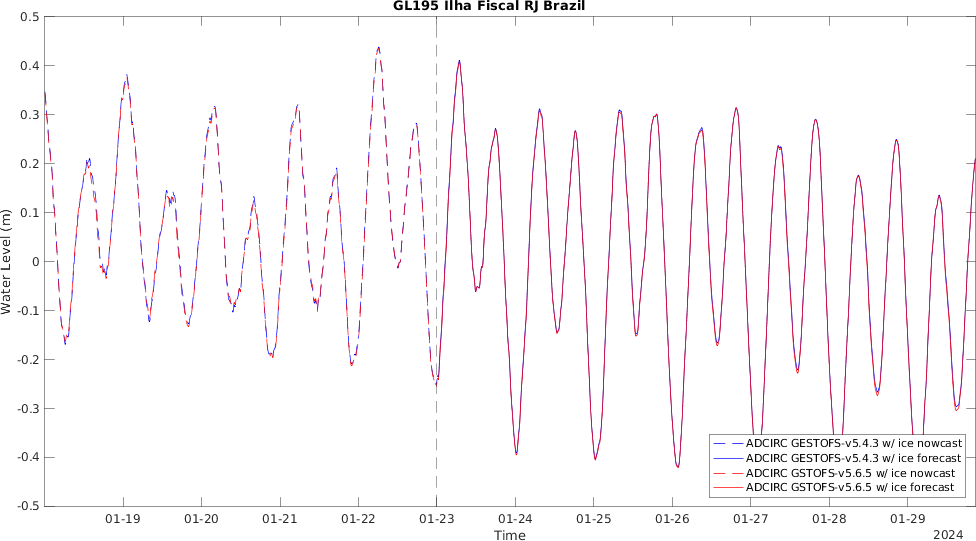 GL195 Ilha Fiscal RJ Brazil
0.5
0.4
0.3
0.2
0.1
0
-0.1
-0.2
-0.3
-0.4
-0.5
Water Level (m)
ADCIRC GESTOFS-v5.4.3 w/ ice nowcast
ADCIRC GESTOFS-v5.4.3 w/ ice forecast
ADCIRC GSTOFS-v5.6.5 w/ ice nowcast
ADCIRC GSTOFS-v5.6.5 w/ ice forecast
01-19 01-20 01-21 01-22 01-23 01-24 01-25 01-26 01-27 01-28 01-29
Time
2024